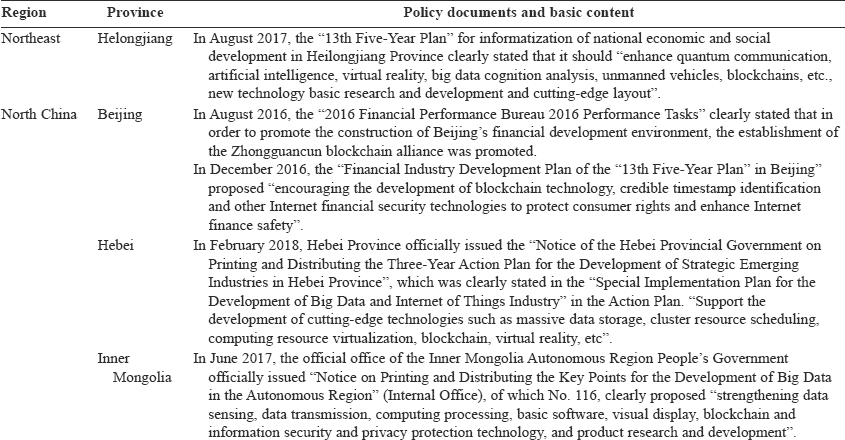 Region Province Policy documents and basic content
Northeast Helongjiang In August 2017, the “13th Five-Year Plan” for informatization of national economic and social
development in Heilongjiang Province clearly stated that it should “enhance quantum communication,
artificial intelligence, virtual reality, big data cognition analysis, unmanned vehicles, blockchains, etc.,
new technology basic research and development and cutting-edge layout”.
North China Beijing In August 2016, the “2016 Financial Performance Bureau 2016 Performance Tasks” clearly stated that in
order to promote the construction of Beijing’s financial development environment, the establishment of
the Zhongguancun blockchain alliance was promoted.
In December 2016, the “Financial Industry Development Plan of the “13th Five-Year Plan” in Beijing”
proposed “encouraging the development of blockchain technology, credible timestamp identification
and other Internet financial security technologies to protect consumer rights and enhance Internet
finance safety”.
Hebei In February 2018, Hebei Province officially issued the “Notice of the Hebei Provincial Government on
Printing and Distributing the Three-Year Action Plan for the Development of Strategic Emerging
Industries in Hebei Province”, which was clearly stated in the “Special Implementation Plan for the
Development of Big Data and Internet of Things Industry” in the Action Plan. “Support the
development of cutting-edge technologies such as massive data storage, cluster resource scheduling,
computing resource virtualization, blockchain, virtual reality, etc”.
Inner In June 2017, the official office of the Inner Mongolia Autonomous Region People’s Government
Mongolia officially issued “Notice on Printing and Distributing the Key Points for the Development of Big Data
in the Autonomous Region” (Internal Office), of which No. 116, clearly proposed “strengthening data
sensing, data transmission, computing processing, basic software, visual display, blockchain and
information security and privacy protection technology, and product research and development”.